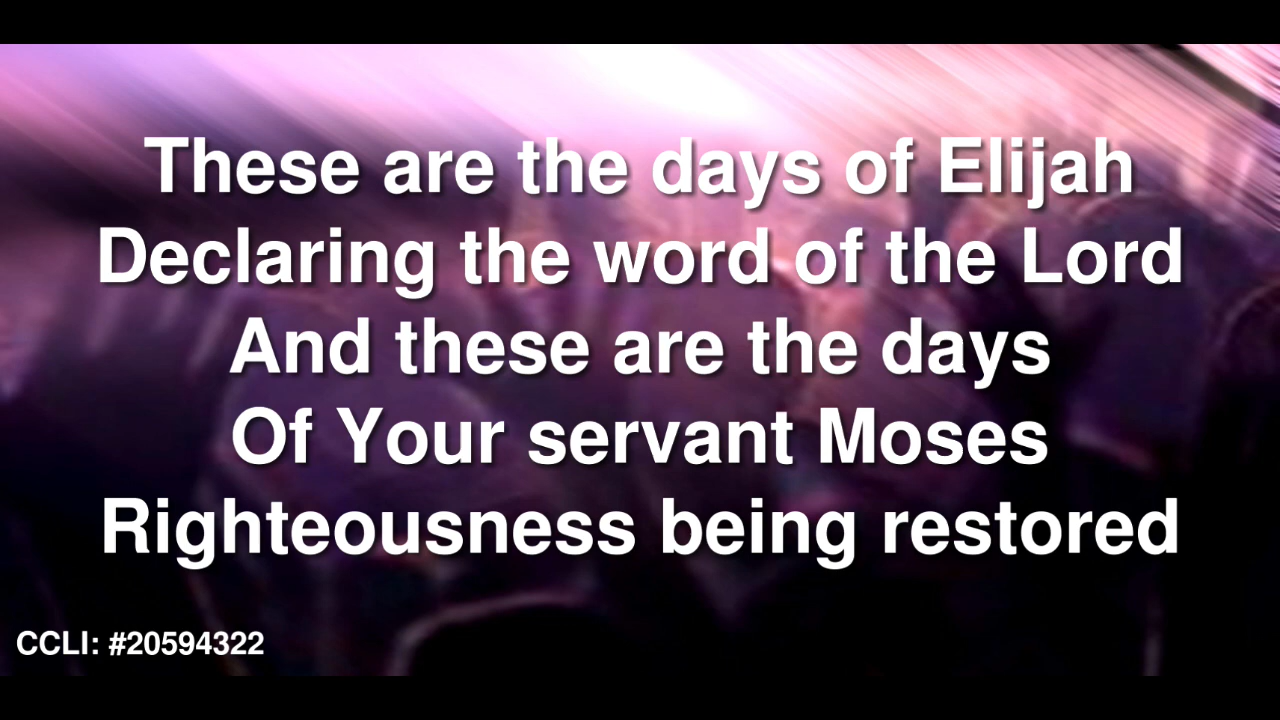 These are the days of Elijah
Declaring the word of the Lord
And these are the days
Of Your servant Moses
Righteousness being restored
CCLI: #20594322